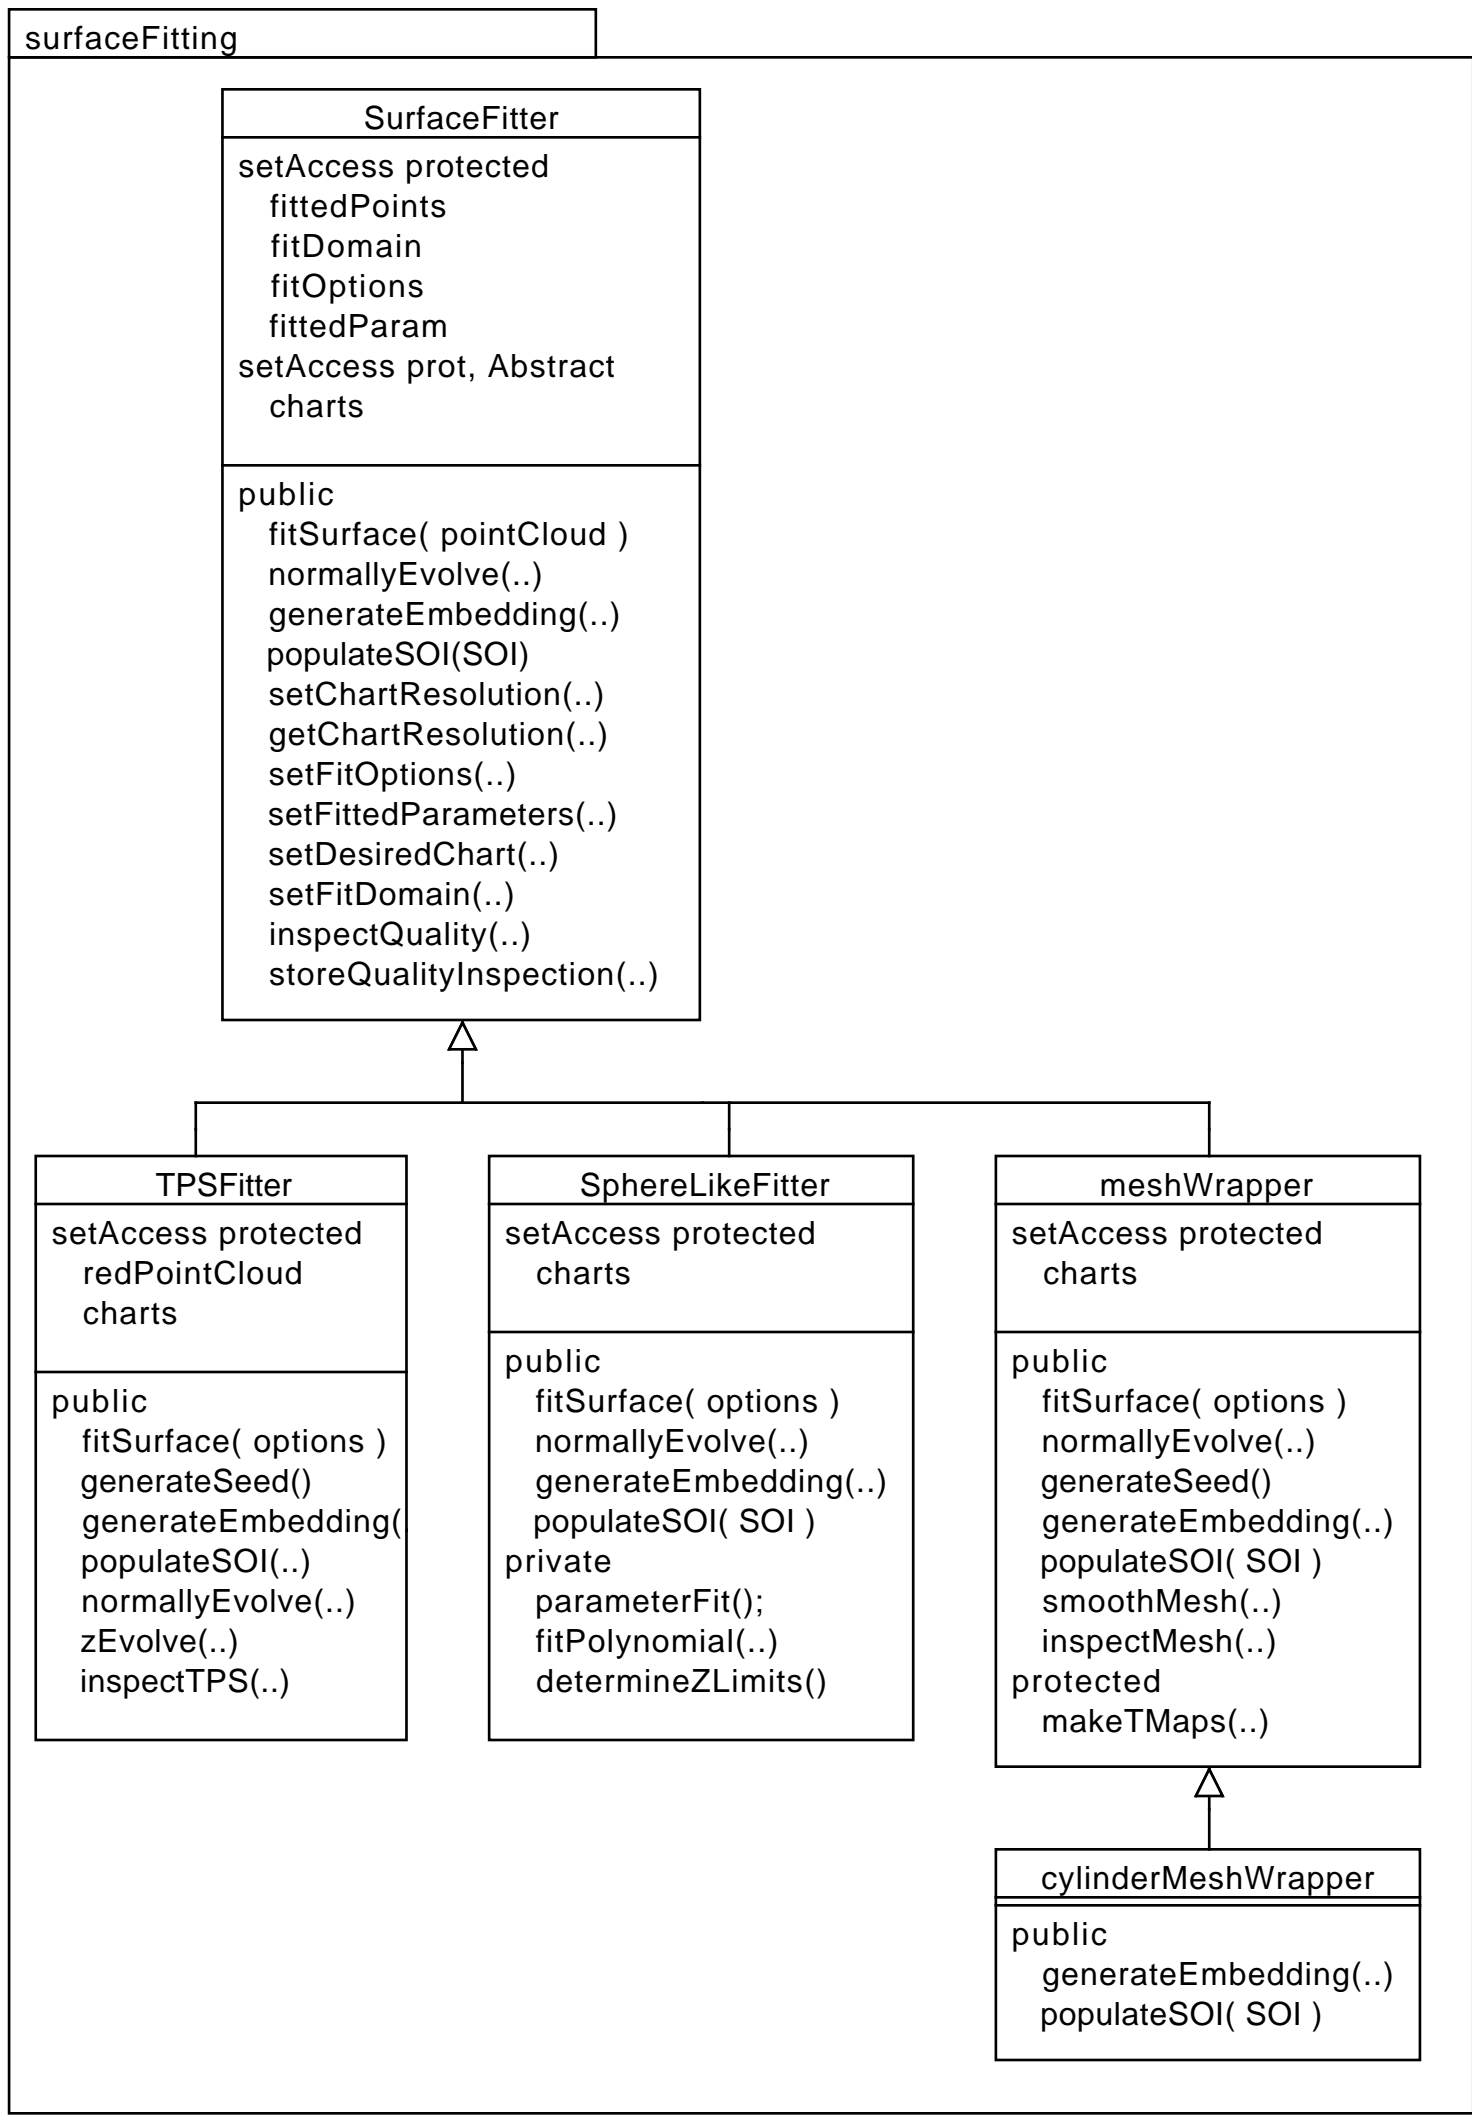 surfaceFitting
SurfaceFitter
setAccess protected
fittedPoints
fitDomain
fitOptions
fittedParam
setAccess prot, Abstract
charts
public
fitSurface( pointCloud )
normallyEvolve(..)
generateEmbedding(..)
populateSOI(SOI)
setChartResolution(..)
getChartResolution(..)
setFitOptions(..)
setFittedParameters(..)
setDesiredChart(..)
setFitDomain(..)
inspectQuality(..)
storeQualityInspection(..)
TPSFitter
setAccess protected
redPointCloud
charts
public
fitSurface( options )
generateSeed()
generateEmbedding(.
populateSOI(..)
normallyEvolve(..)
zEvolve(..)
inspectTPS(..)
SphereLikeFitter
setAccess protected
charts
public
fitSurface( options )
normallyEvolve(..)
generateEmbedding(..)
populateSOI( SOI )
private
parameterFit();
fitPolynomial(..)
determineZLimits()
meshWrapper
setAccess protected
charts
public
fitSurface( options )
normallyEvolve(..)
generateSeed()
generateEmbedding(..)
populateSOI( SOI )
smoothMesh(..)
inspectMesh(..)
protected
makeTMaps(..)
cylinderMeshWrapper
public
generateEmbedding(..)
populateSOI( SOI )